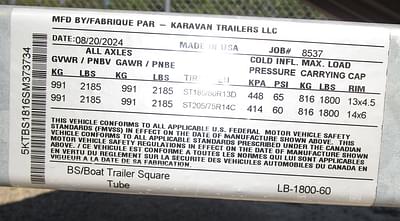 MFD BY/FABRIQUE PAR - KARAVAN TRAILERS LLC
DATE: 08/20/2024 MADE IN USA JOB# 8537
ALL AXLES COLD INFL. MAX. LOAD
GVWR / PNBV GAWR / PNBE PRESSURE CARRYING CAP
KG LBS KG LBS KPA PSI KG LBS RIM
991 2185 991 2185 448 65 816 1800 13x4.5
991 2185 991 2185 ST205/75R14C 414 60 816 1800 14x6
THIS VEHICLE CONFORMS TO ALL APPLICABLE U.S. FEDERAL MOTOR VEHICLE SAFETY STANDARDS
(FMVSS) IN EFFECT ON THE DATE OF MANUFACTURE SHOWN ABOVE. THIS
VEHICLE CONFORMS TO ALL APPLICABLE STANDARDS PRESCRIBED UNDER THE CANADIAN
MOTOR VEHICLE SAFETY REGULATIONS IN EFFECT ON THE DATE OF MANUFACTURE
/ CE VEHICULE EST CONFORME A TOUTES LES NORMES QUI LUI SONT APPLICABLES
EN VERTU DU REGLEMENT SUR LA SECURITE DES VEHICULES AUTOMOBILES DU CANADA EN
VIGUEUR A LA DATE DE SA FABRICATION.
BS/Boat Trailer Square
Tube LB-1800-60
5KTBS1816SM373734